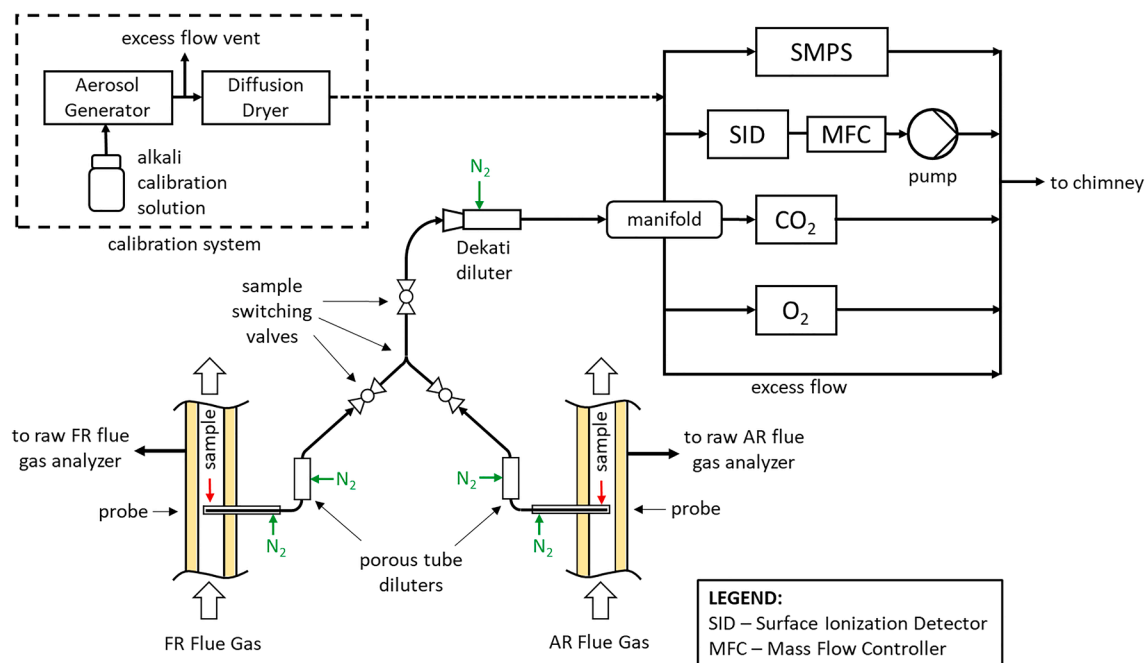 excess flow vent
Aerosol
Generator
Diffusion
Dryer
alkali
calibration
solution
calibration system
SMPS
SID
MFC
pump
to chimney
N2
Dekati
diluter
manifold
CO2
O2
excess flow
sample
switching
valves
to raw FR flue
gas analyzer
sample
probe
N2
N2
FR Flue Gas
porous tube
diluters
N2
N2
sample
to raw AR flue
gas analyzer
probe
AR Flue Gas
LEGEND:
SID – Surface Ionization Detector
MFC – Mass Flow Controller